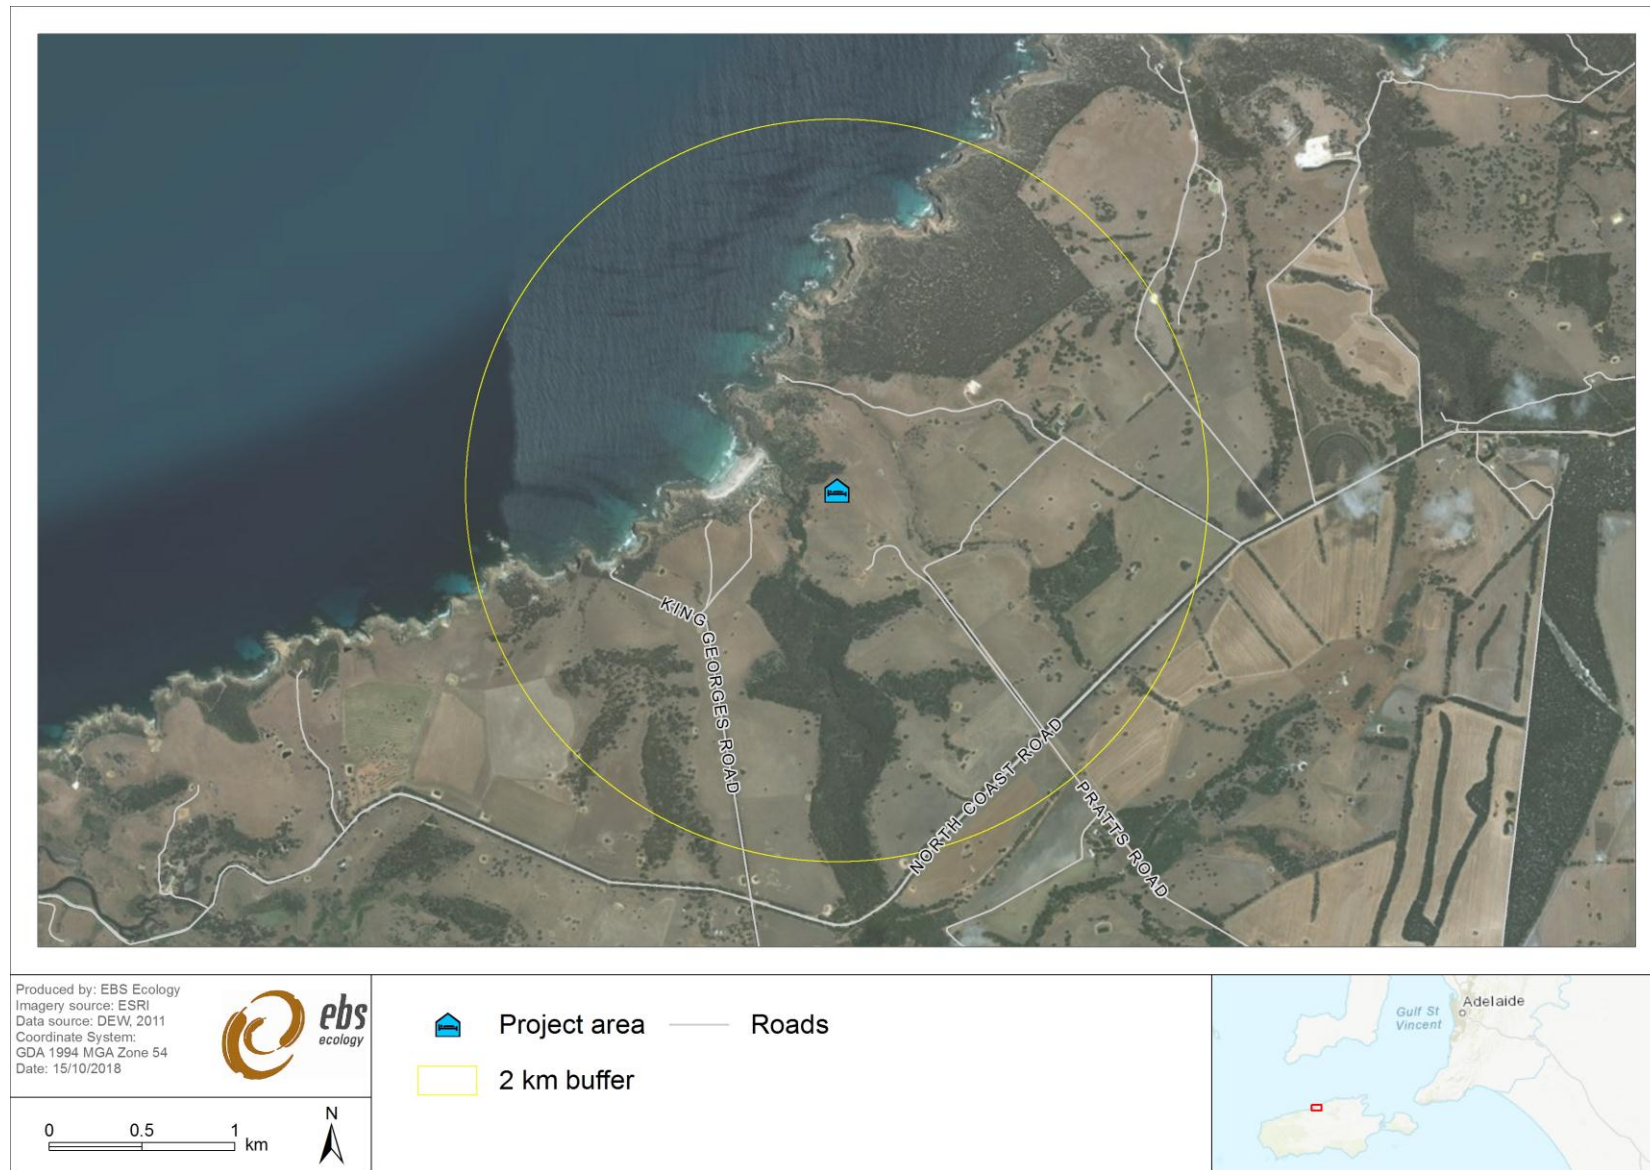 KING GEORGES ROAD
NORTH COAST ROAD
PRATTS ROAD
Produced by: EBS Ecology
Imagery source: ESRI
Data source: DEW, 2011
Coordinate System:
GDA 1994 MGA Zone 54
Date: 15/10/2018
ebs
ecology
0 0.5 1
km
N
Project area
Roads
2 km buffer
Gulf St
Vincent
Adelaide